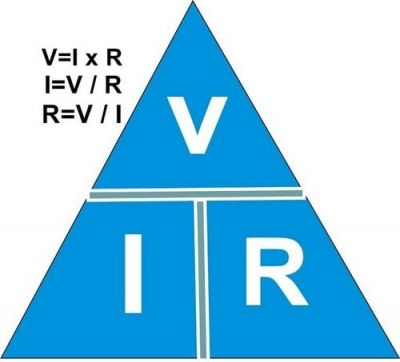 V=I x R
I=V / R
R=V / I
V
I R